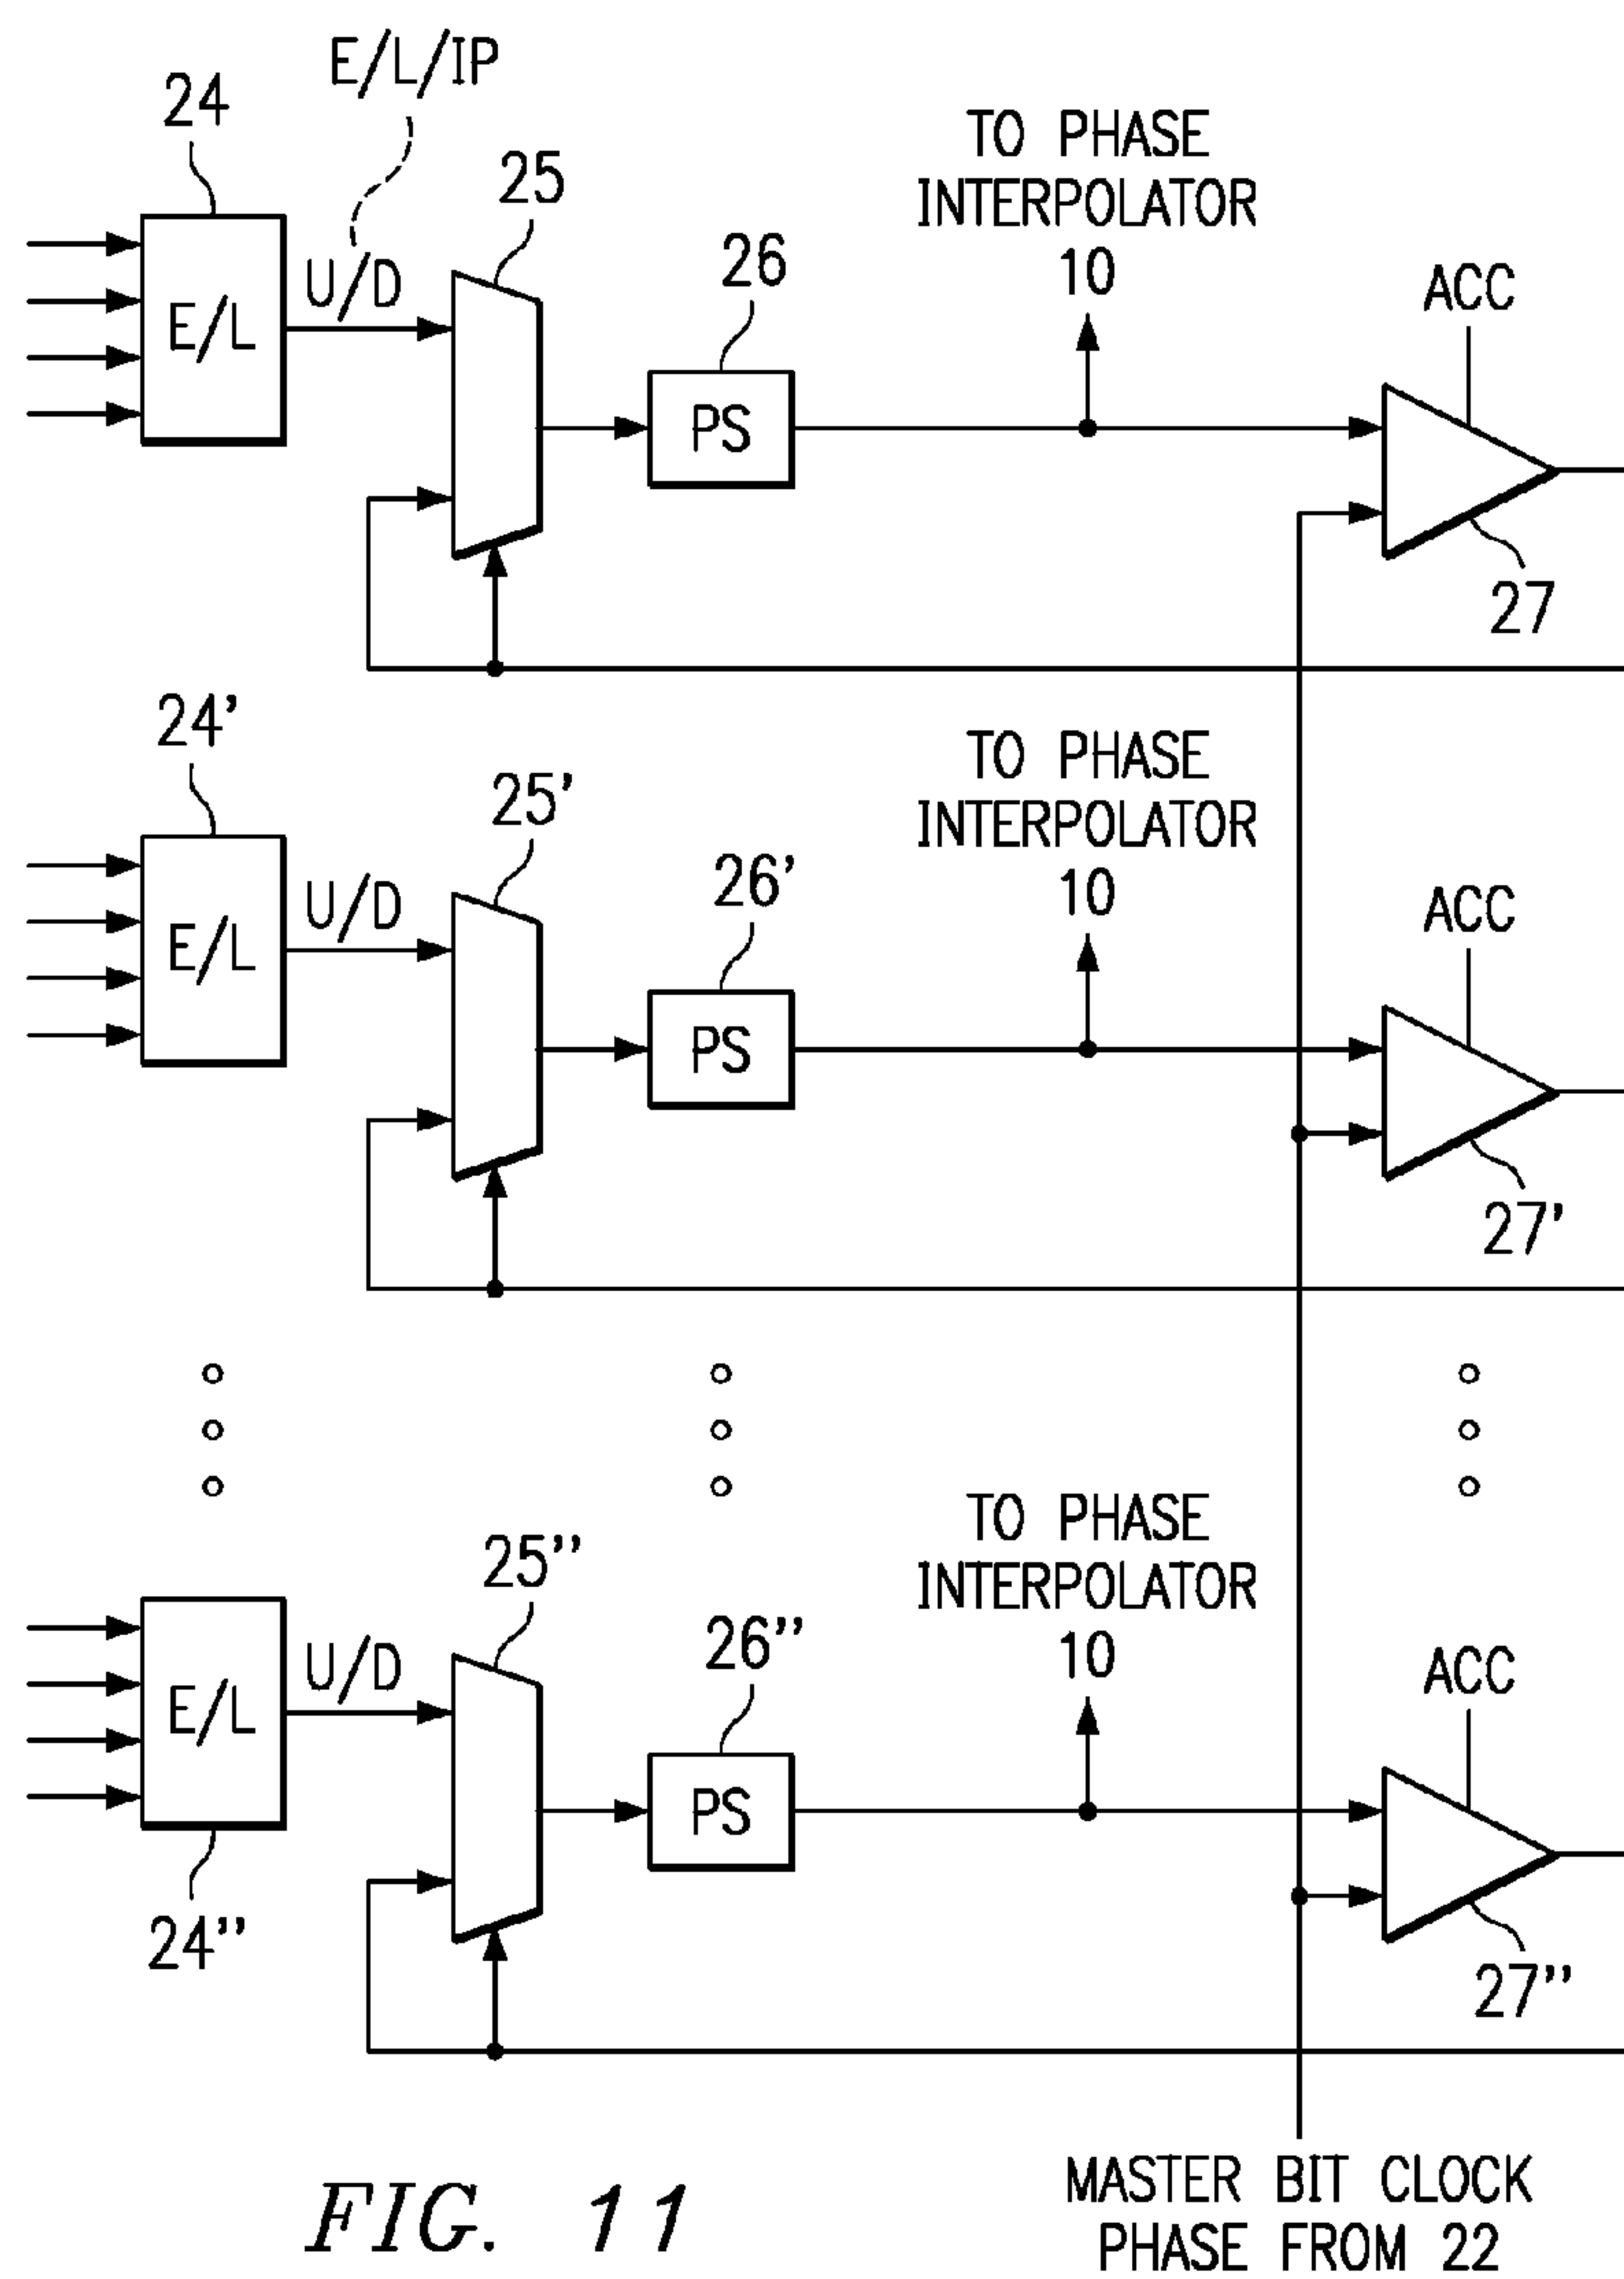 E/L/IP
24
25
U/D
E/L
26
PS
TO PHASE
INTERPOLATOR
10
ACC
27
24'
25'
U/D
E/L
26'
PS
TO PHASE
INTERPOLATOR
10
ACC
27'
25''
U/D
E/L
24''
26''
PS
TO PHASE
INTERPOLATOR
10
ACC
27''
MASTER BIT CLOCK
PHASE FROM 22
FIG. 11